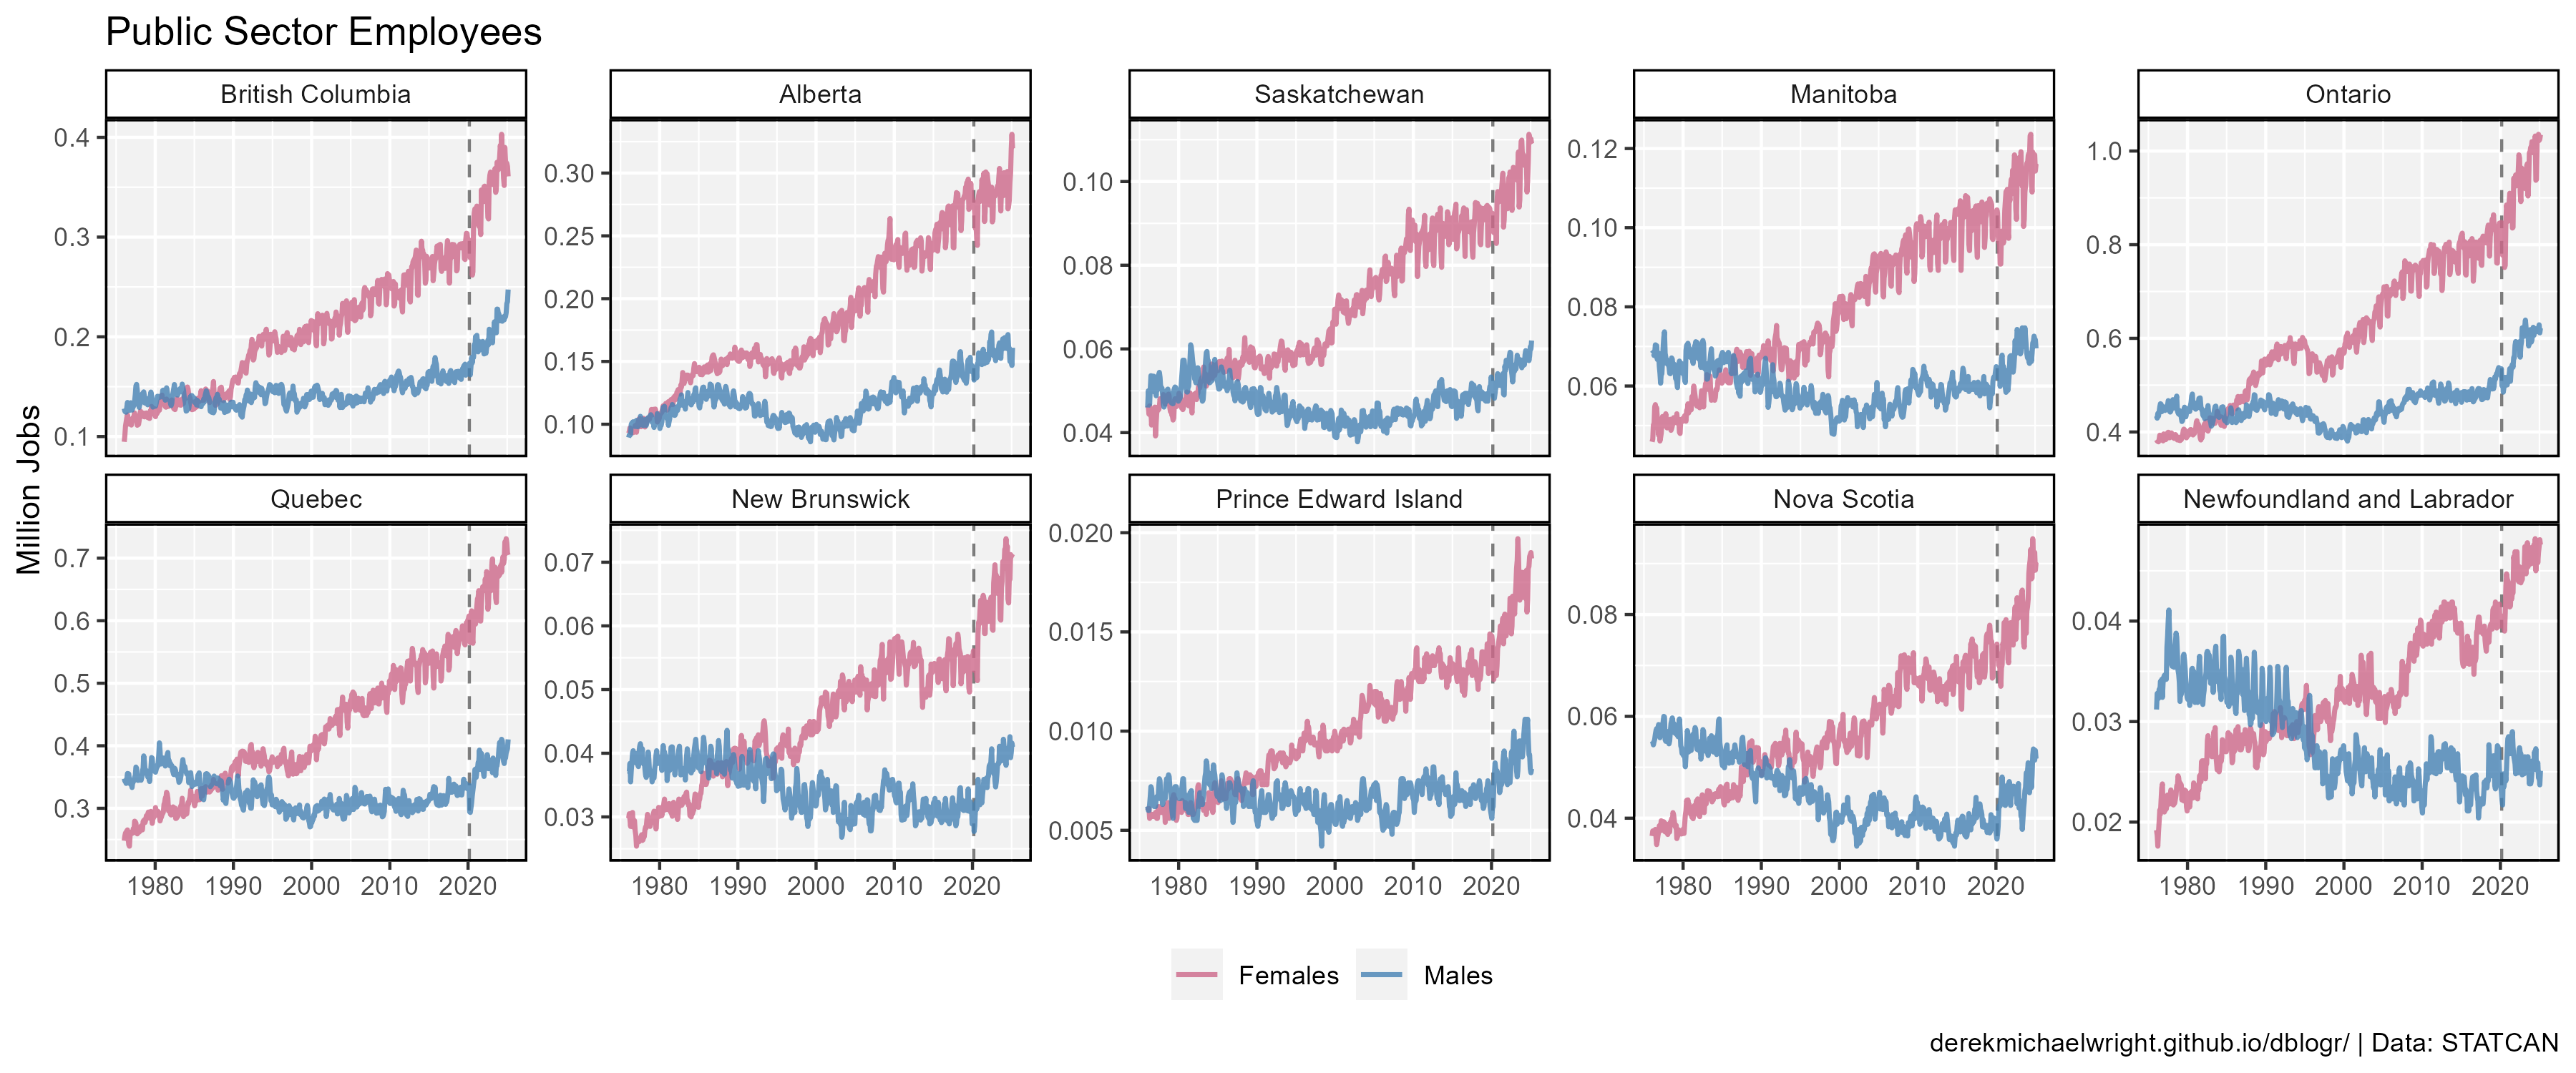 Public Sector Employees
British Columbia
Alberta
Saskatchewan
Manitoba
Ontario
0.4
0.3
0.2
0.1
0.30
0.25
0.20
0.15
0.10
0.10
0.08
0.06
0.04
0.12
0.10
0.08
0.06
1.0
0.8
0.6
0.4
Million Jobs
Quebec
New Brunswick
Prince Edward Island
Nova Scotia
Newfoundland and Labrador
0.7
0.6
0.5
0.4
0.3
0.07
0.06
0.05
0.04
0.03
0.020
0.015
0.010
0.005
0.08
0.06
0.04
0.04
0.03
0.02
1980 1990 2000 2010 2020
1980 1990 2000 2010 2020
1980 1990 2000 2010 2020
1980 1990 2000 2010 2020
1980 1990 2000 2010 2020
Females Males
derekmichaelwright.github.io/dblogr/ | Data: STATCAN